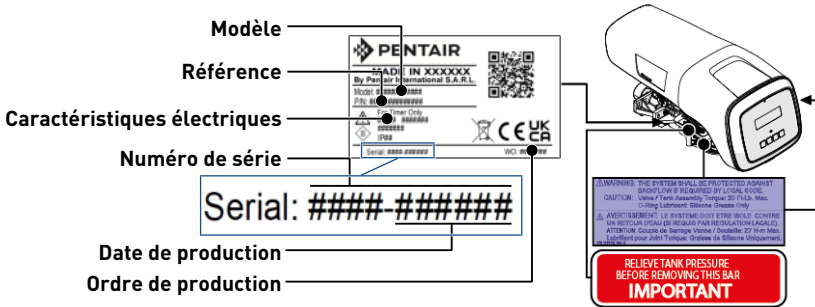 Modèle
Référence
Caractéristiques électriques
Numéro de série
Date de production
Ordre de production
PENTAIR
MADE IN XXXXXX
By Pentair International S.A.R.L.
Model:
P/N:
For Timer Only
IP##
CE UKCA
Serial: ####-######
WO:
Serial: ####-######
WARNING: THE SYSTEM SHALL BE PROTECTED AGAINST
BACKFLOW IF REQUIRED BY LOCAL CODE.
CAUTION: Valve / Tank Assembly Torque: 20 Ft-Lb. Max.
O-Ring Lubricant: Silicone Grease Only
AVERTISSEMENT: LE SYSTEME DOIT ETRE ISOLE CONTRE
UN RETOUR D'EAU (SI REQUIS PAR REGULATION LACALE).
ATTENTION: Couple de Serrage Vanne / Bouteille: 27 N-m Max.
Lubrifiant pour Joint Torique: Graisse de Silicone Uniquement.
RELIEVE TANK PRESSURE
BEFORE REMOVING THIS BAR
IMPORTANT